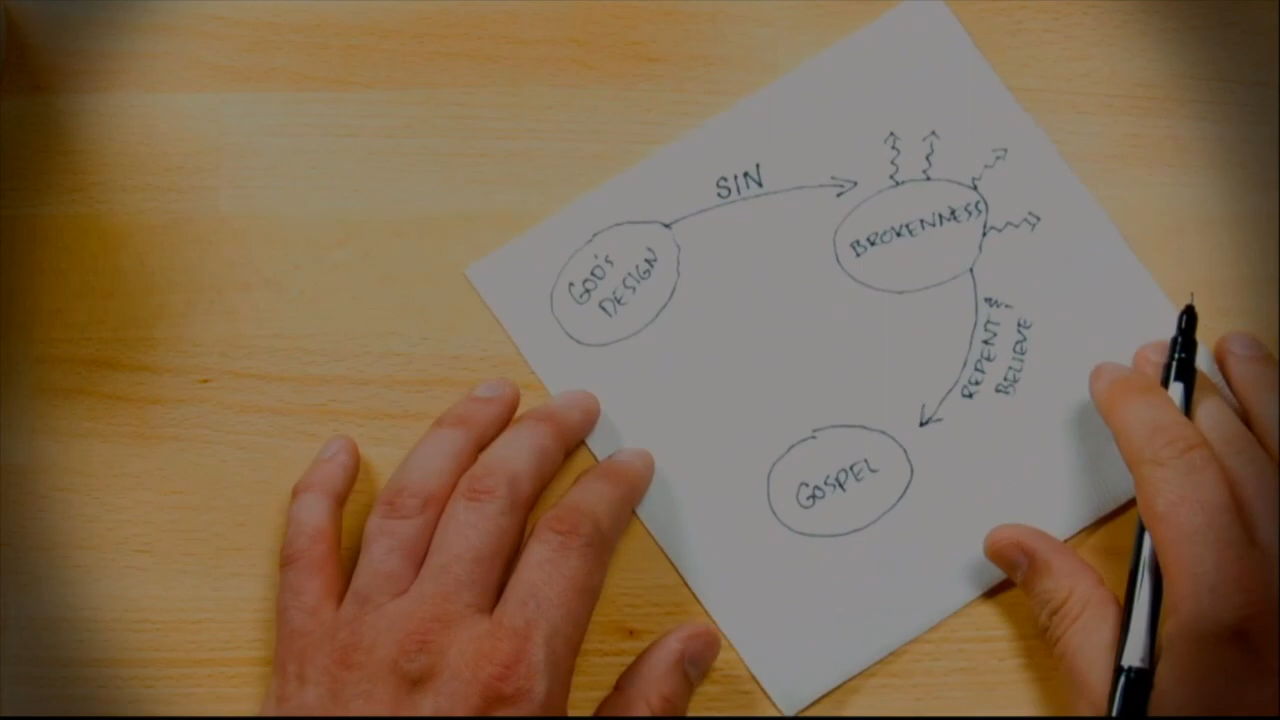 SIN
GOD'S
DESIGN
BROKENNESS
REPENT &
BELIEVE
GOSPEL